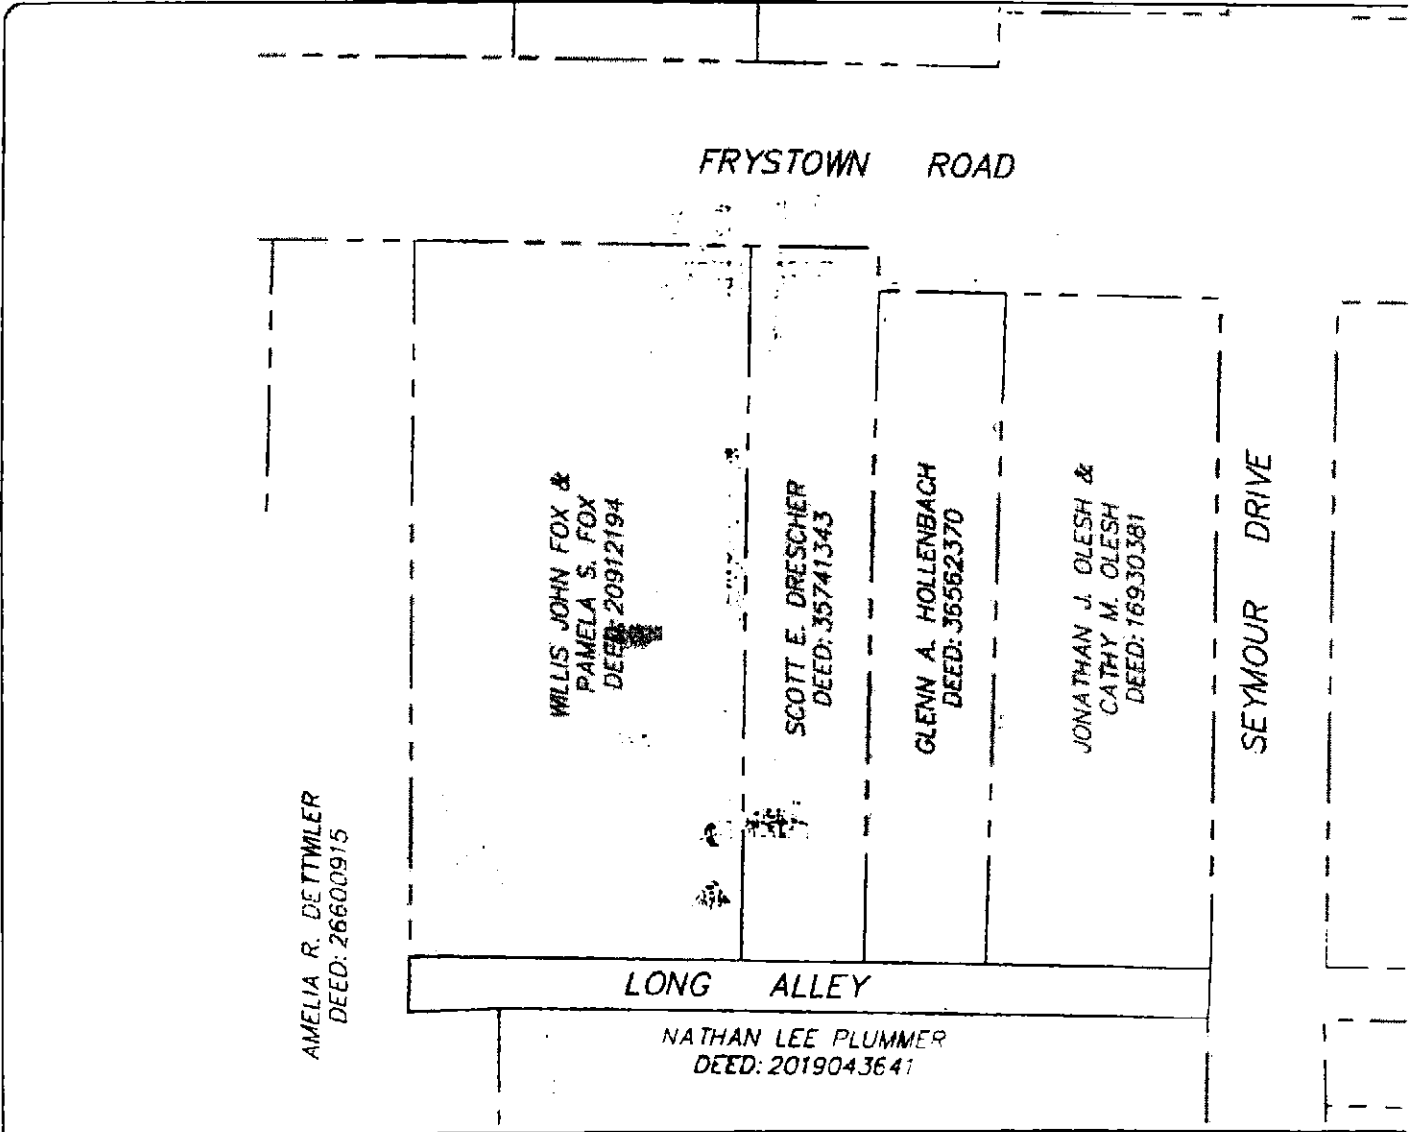 FRYSTOWN ROAD
WILLIS JOHN FOX &
PAMELA S. FOX
DEED: 20912194
SCOTT E. DRESCHER
DEED: 35741343
GLENN A. HOLLENBACH
DEED: 36562370
JONATHAN J. OLESH &
CATHY M. OLESH
DEED: 16930381
SEYMOUR DRIVE
AMELIA R. DETTWILER
DEED: 26600915
LONG ALLEY
NATHAN LEE PLUMMER
DEED: 2019043641